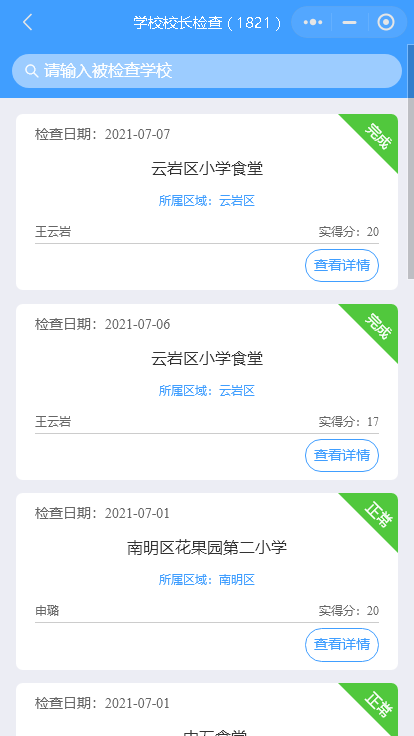 学校校长检查（1821）
请输入被检查学校
检查日期：2021-07-07
完成
云岩区小学食堂
所属区域：云岩区
王云岩
实得分：20
查看详情
检查日期：2021-07-06
完成
云岩区小学食堂
所属区域：云岩区
王云岩
实得分：17
查看详情
检查日期：2021-07-01
正常
南明区花果园第二小学
所属区域：南明区
申璐
实得分：20
查看详情
检查日期：2021-07-01
正常